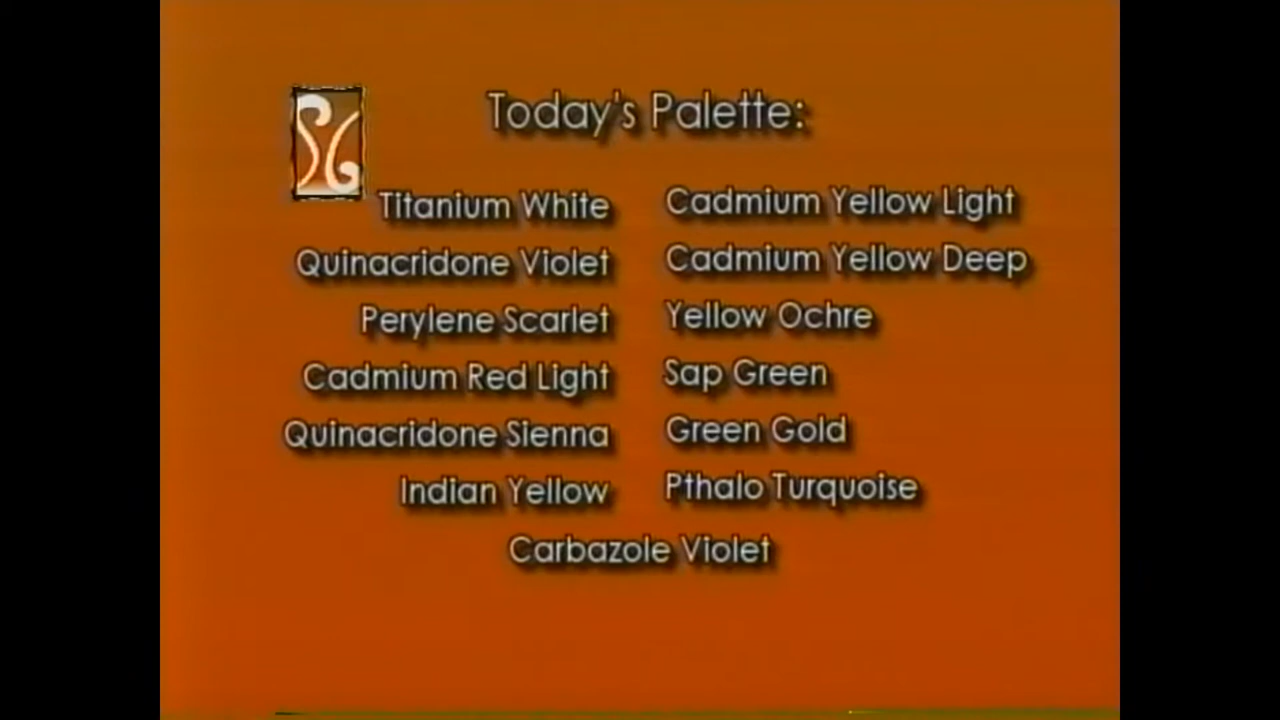 Today's Palette:
Titanium White
Quinacridone Violet
Perylene Scarlet
Cadmium Red Light
Quinacridone Sienna
Indian Yellow
Cadmium Yellow Light
Cadmium Yellow Deep
Yellow Ochre
Sap Green
Green Gold
Pthalo Turquoise
Carbazole Violet